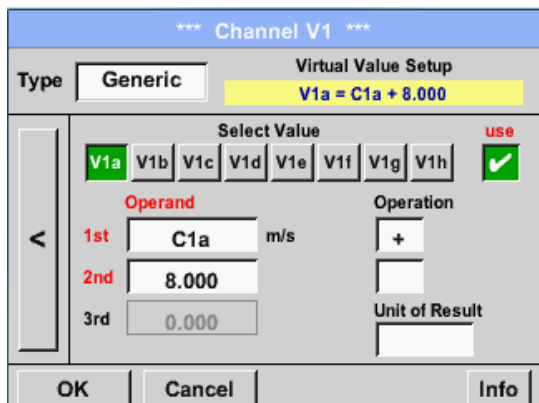 *** Channel V1 ***
Type Generic
Virtual Value Setup
V1a = C1a + 8.000
Select Value use
V1a V1b V1c V1d V1e V1f V1g V1h ✔
Operand Operation
< 1st C1a m/s +
2nd 8.000
3rd 0.000
Unit of Result
OK Cancel Info